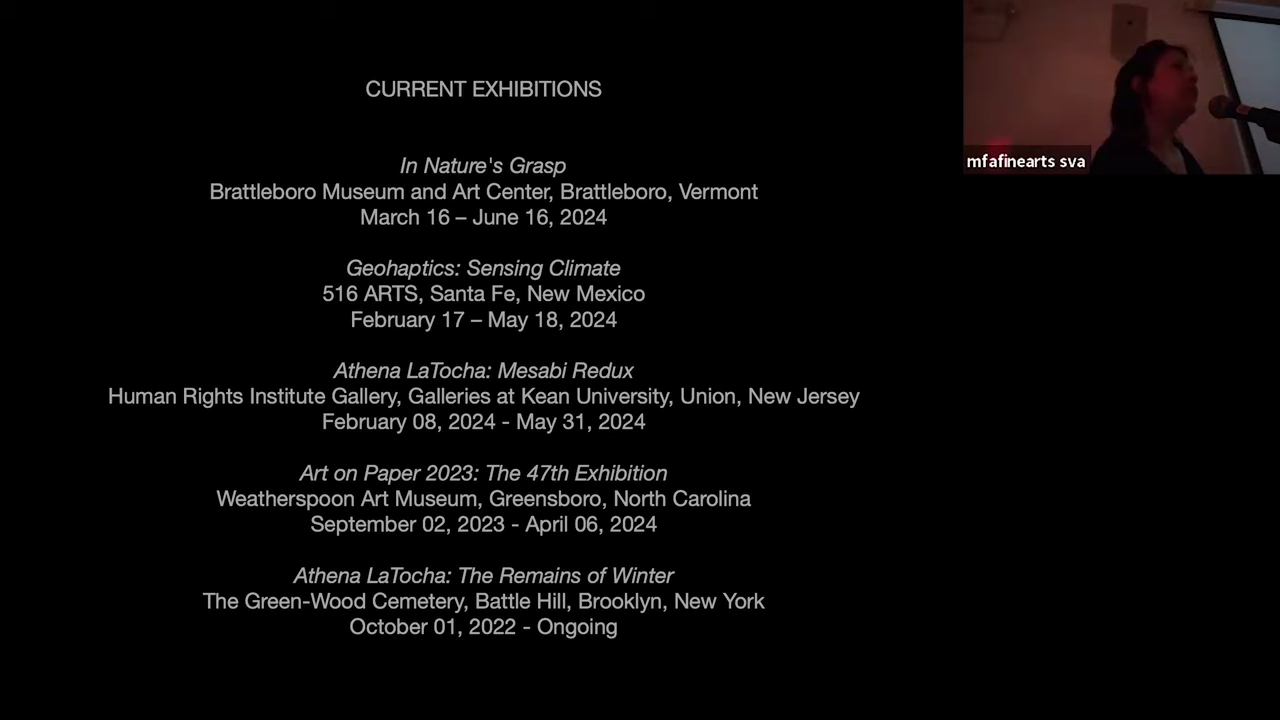 CURRENT EXHIBITIONS
In Nature's Grasp
Brattleboro Museum and Art Center, Brattleboro, Vermont
March 16 – June 16, 2024
Geohaptics: Sensing Climate
516 ARTS, Santa Fe, New Mexico
February 17 – May 18, 2024
Athena LaTocha: Mesabi Redux
Human Rights Institute Gallery, Galleries at Kean University, Union, New Jersey
February 08, 2024 - May 31, 2024
Art on Paper 2023: The 47th Exhibition
Weatherspoon Art Museum, Greensboro, North Carolina
September 02, 2023 - April 06, 2024
Athena LaTocha: The Remains of Winter
The Green-Wood Cemetery, Battle Hill, Brooklyn, New York
October 01, 2022 - Ongoing
mfafinearts sva